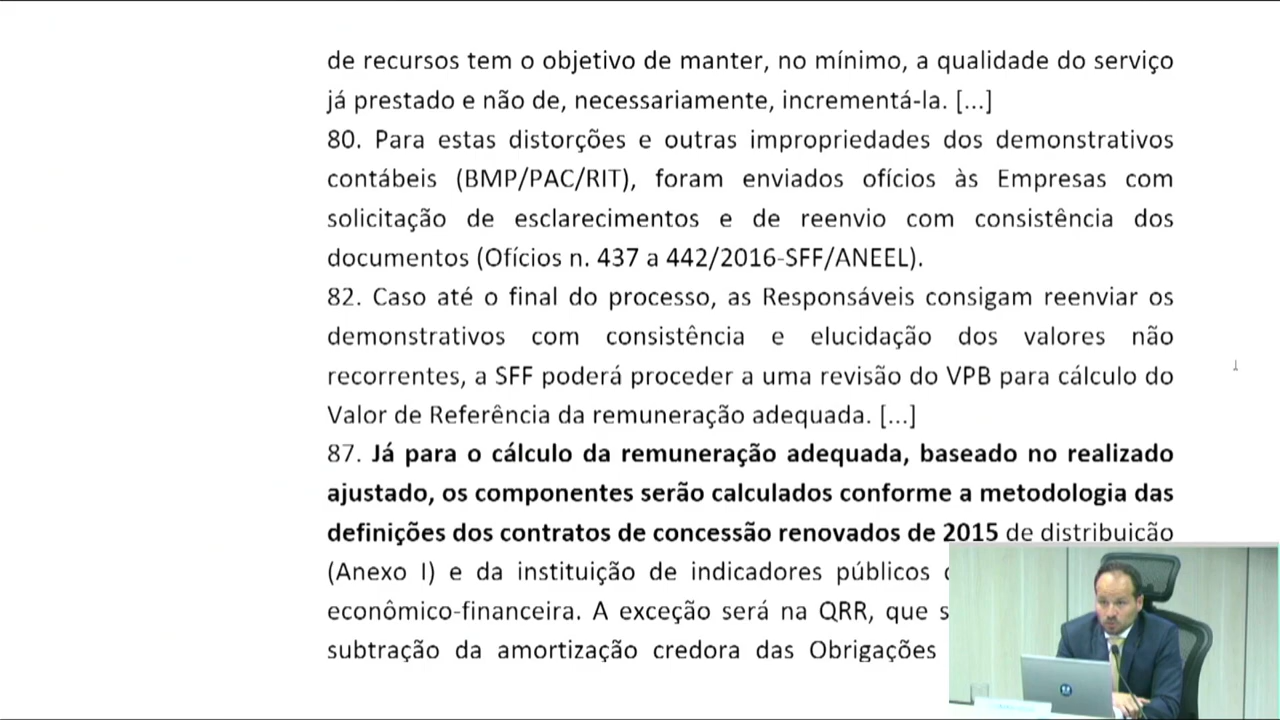 de recursos tem o objetivo de manter, no mínimo, a qualidade do serviço
já prestado e não de, necessariamente, incrementá-la. [...]
80. Para estas distorções e outras impropriedades dos demonstrativos
contábeis (BMP/PAC/RIT), foram enviados ofícios às Empresas com
solicitação de esclarecimentos e de reenvio com consistência dos
documentos (Ofícios n. 437 a 442/2016-SFF/ANEEL).
82. Caso até o final do processo, as Responsáveis consigam reenviar os
demonstrativos com consistência e elucidação dos valores não
recorrentes, a SFF poderá proceder a uma revisão do VPB para cálculo do
Valor de Referência da remuneração adequada. [...]
87. Já para o cálculo da remuneração adequada, baseado no realizado
ajustado, os componentes serão calculados conforme a metodologia das
definições dos contratos de concessão renovados de 2015 de distribuição
(Anexo I) e da instituição de indicadores públicos
econômico-financeira. A exceção será na QRR, que
subtração da amortização credora das Obrigações